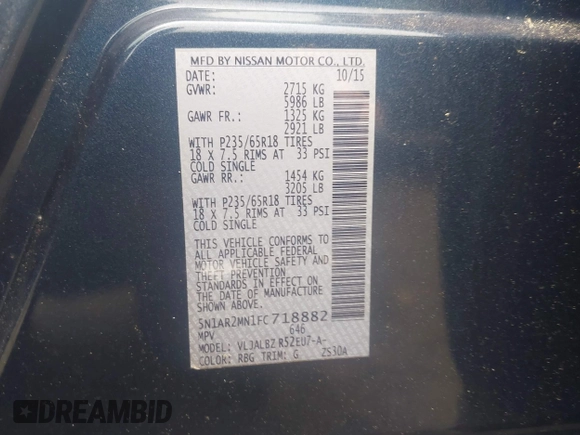 MFD BY NISSAN MOTOR CO., LTD.
DATE: 10/15
GVWR: 2715 KG
5986 LB
GAWR FR.: 1325 KG
2921 LB
WITH P235/65R18 TIRES
18 X 7.5 RIMS AT 33 PSI
COLD SINGLE
GAWR RR.: 1454 KG
3205 LB
WITH P235/65R18 TIRES
18 X 7.5 RIMS AT 33 PSI
COLD SINGLE
THIS VEHICLE CONFORMS TO
ALL APPLICABLE FEDERAL
MOTOR VEHICLE SAFETY AND
THEFT PREVENTION
STANDARDS IN EFFECT ON
THE DATE OF MANUFACTURE
SHOWN ABOVE.
5N1AR2MN1FC718882
MPV 646
MODEL: VLJALBZ R52EU7-A-
COLOR: RBG TRIM: G ZS30A
DREAMBID